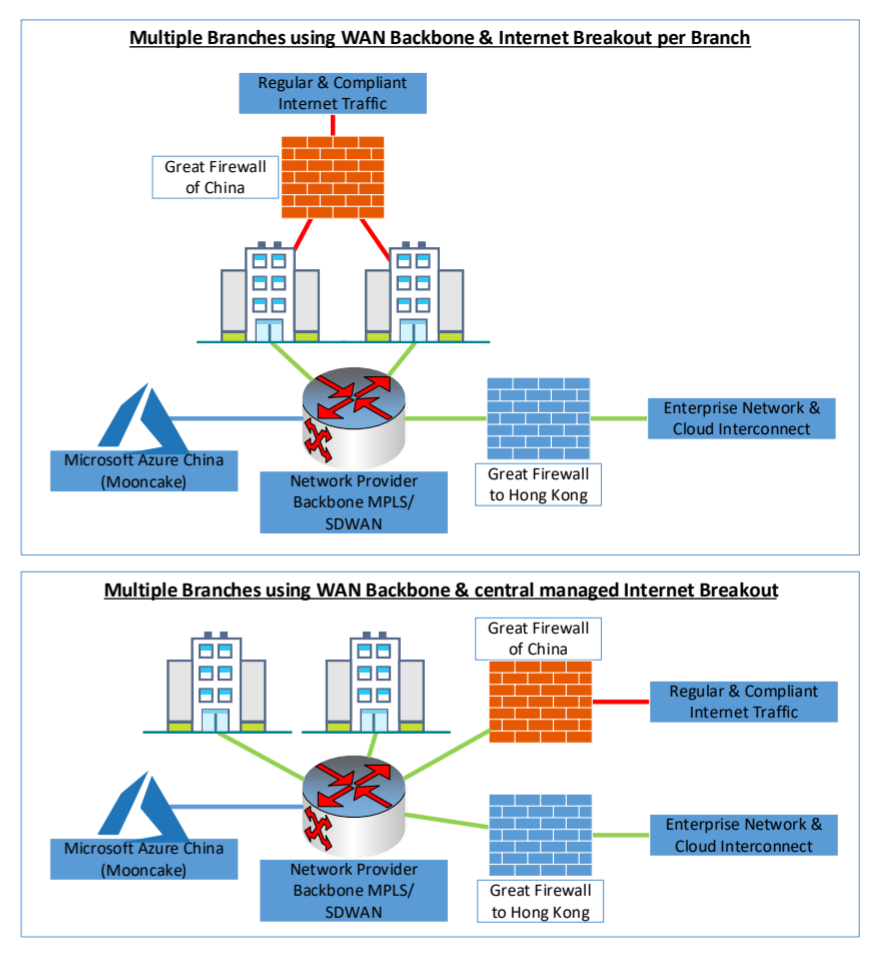 Multiple Branches using WAN Backbone & Internet Breakout per Branch
Regular & Compliant
Internet Traffic
Great Firewall
of China
Microsoft Azure China
(Mooncake)
Network Provider
Backbone MPLS/
SDWAN
Great Firewall
to Hong Kong
Enterprise Network &
Cloud Interconnect
Multiple Branches using WAN Backbone & central managed Internet Breakout
Great Firewall
of China
Regular & Compliant
Internet Traffic
Microsoft Azure China
(Mooncake)
Network Provider
Backbone MPLS/
SDWAN
Great Firewall
to Hong Kong
Enterprise Network &
Cloud Interconnect